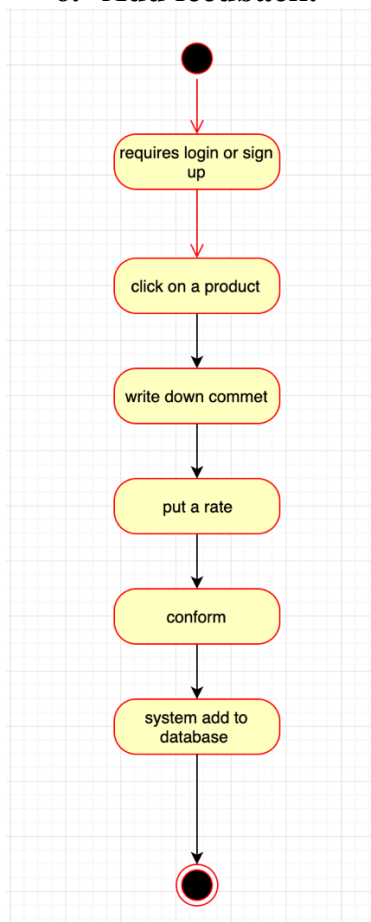 requires login or sign
up
click on a product
write down commet
put a rate
conform
system add to
database